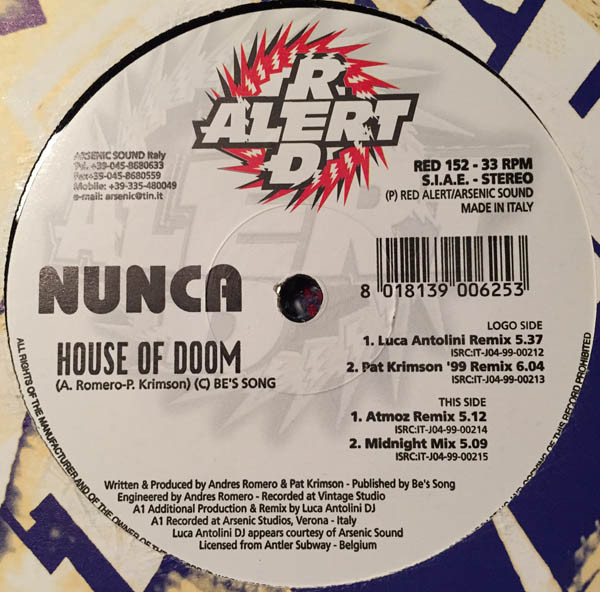 RED
ALERT
ARSENIC SOUND Italy
Tel. +39-045-8680633
Fax+39-045-8680559
Mobile: +39-335-480049
e-mail: arsenic@tin.it
RED 152 - 33 RPM
S.I.A.E. - STEREO
(P) RED ALERT/ARSENIC SOUND
MADE IN ITALY
8 018139 006253
NUNCA
HOUSE OF DOOM
(A. Romero-P. Krimson) (C) BE'S SONG
LOGO SIDE
1. Luca Antolini Remix 5.37
ISRC:IT-J04-99-00212
2. Pat Krimson '99 Remix 6.04
ISRC:IT-J04-99-00213
THIS SIDE
1. Atmoz Remix 5.12
ISRC:IT-J04-99-00214
2. Midnight Mix 5.09
ISRC:IT-J04-99-00215
Written & Produced by Andres Romero & Pat Krimson - Published by Be's Song
Engineered by Andres Romero - Recorded at Vintage Studio
A1 Additional Production & Remix by Luca Antolini DJ
A1 Recorded at Arsenic Studios, Verona - Italy
Luca Antolini DJ appears courtesy of Arsenic Sound
Licensed from Antler Subway - Belgium
ALL RIGHTS OF THE MANUFACTURER AND OF THE OWNER OF THE OF THIS RECORD PROHIBITED